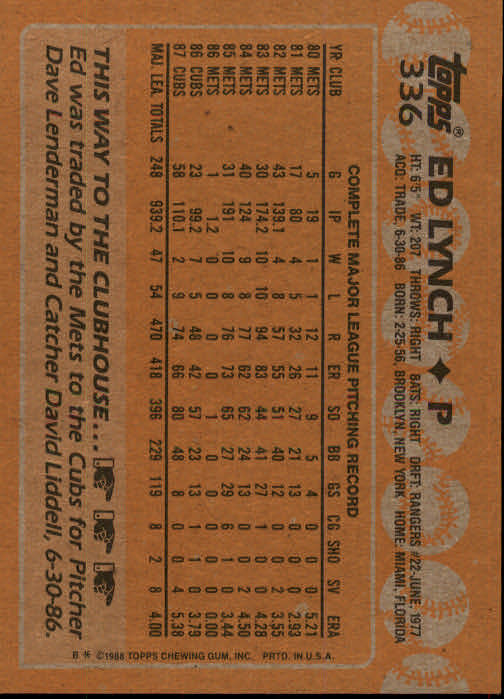 topps® ED LYNCH ♦ P
336
HT: 6'5" WT: 207 THROWS: RIGHT BATS: RIGHT DRFT: RANGERS #22-JUNE, 1977
ACQ: TRADE, 6-30-86 BORN: 2-25-56, BROOKLYN, NEW YORK HOME: MIAMI, FLORIDA
COMPLETE MAJOR LEAGUE PITCHING RECORD
YR CLUB G IP W L R ER SO BB GS CG SHO SV ERA
80 METS 5 19 1 1 12 11 9 5 4 0 0 0 5.21
81 METS 17 80 4 5 32 26 27 21 13 0 0 0 2.93
82 METS 43 139.1 4 8 57 55 51 40 12 0 0 2 3.55
83 METS 30 174.2 10 10 94 83 44 41 27 1 0 0 4.28
84 METS 40 124 9 8 77 62 62 24 13 0 0 2 4.50
85 METS 31 191 10 8 76 73 65 27 29 6 1 0 3.44
86 METS 1 1.2 0 0 0 0 1 0 0 0 0 0 0.00
86 CUBS 23 99.2 7 5 48 42 57 23 13 1 1 0 3.79
87 CUBS 58 110.1 2 9 74 66 80 48 8 0 0 4 5.38
MAJ. LEA. TOTALS 248 939.2 47 54 470 418 396 229 119 8 2 8 4.00
B * ©1988 TOPPS CHEWING GUM, INC. PRTD. IN U.S.A.
THIS WAY TO THE CLUBHOUSE...
Ed was traded by the Mets to the Cubs for Pitcher
Dave Lenderman and Catcher David Liddell, 6-30-86.